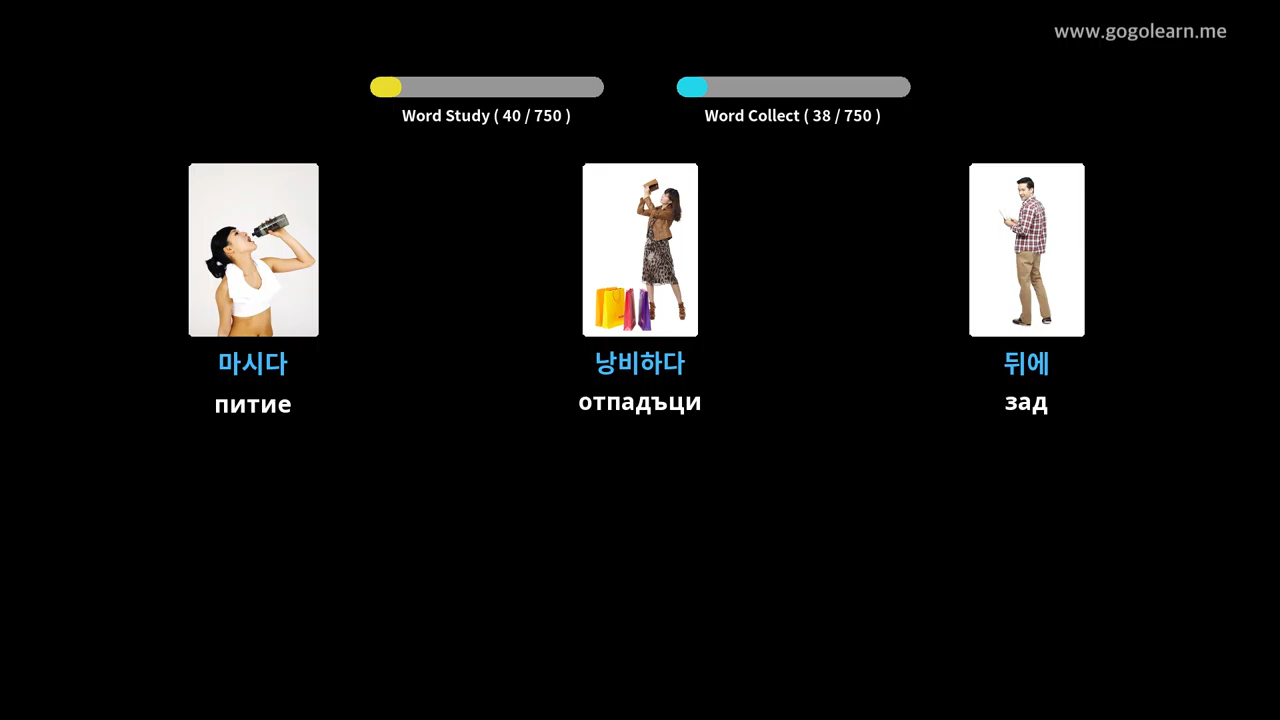 www.gogolearn.me
Word Study ( 40 / 750 )
Word Collect ( 38 / 750 )
마시다
낭비하다
뒤에
питие
отпадъци
зад